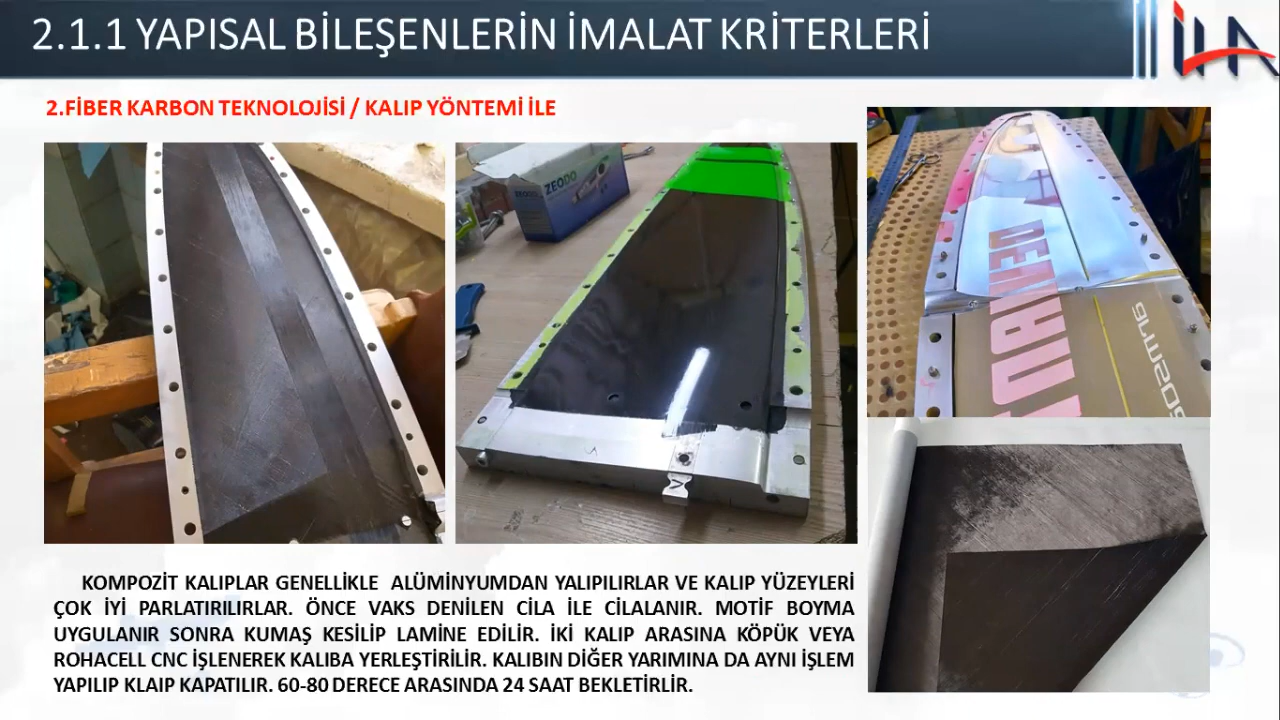 2.1.1 YAPISAL BİLEŞENLERİN İMALAT KRİTERLERİ
İHA
2.FİBER KARBON TEKNOLOJİSİ / KALIP YÖNTEMİ İLE
ZEODO
ZEODO
KOMPOZİT KALIPLAR GENELLİKLE ALÜMİNYUMDAN YALIPILIRLAR VE KALIP YÜZEYLERİ
ÇOK İYİ PARLATIRILIRLAR. ÖNCE VAKS DENİLEN CİLA İLE CİLALANIR. MOTİF BOYMA
UYGULANIR SONRA KUMAŞ KESİLİP LAMİNE EDİLİR. İKİ KALIP ARASINA KÖPÜK VEYA
ROHACELL CNC İŞLENEREK KALIBA YERLEŞTİRİLİR. KALIBIN DİĞER YARIMINA DA AYNI İŞLEM
YAPILIP KLAIP KAPATILIR. 60-80 DERECE ARASINDA 24 SAAT BEKLETİRLİR.